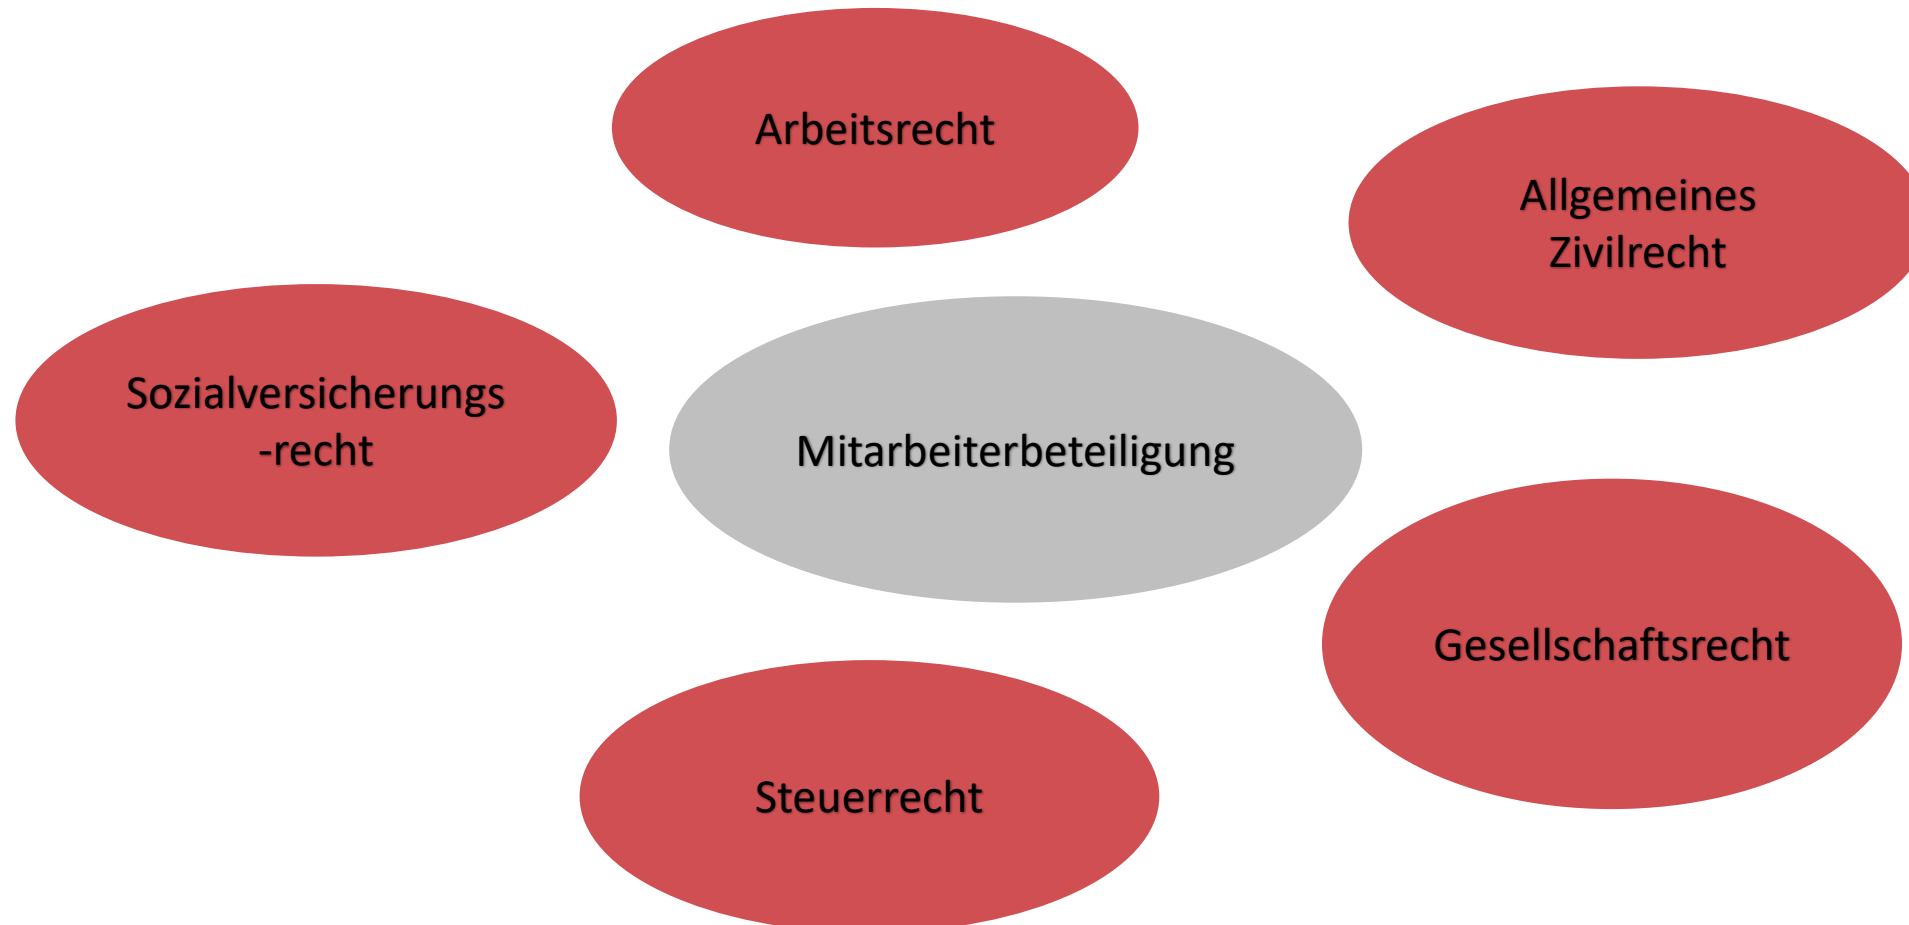 Arbeitsrecht
Allgemeines
Zivilrecht
Sozialversicherungs
-recht
Mitarbeiterbeteiligung
Gesellschaftsrecht
Steuerrecht